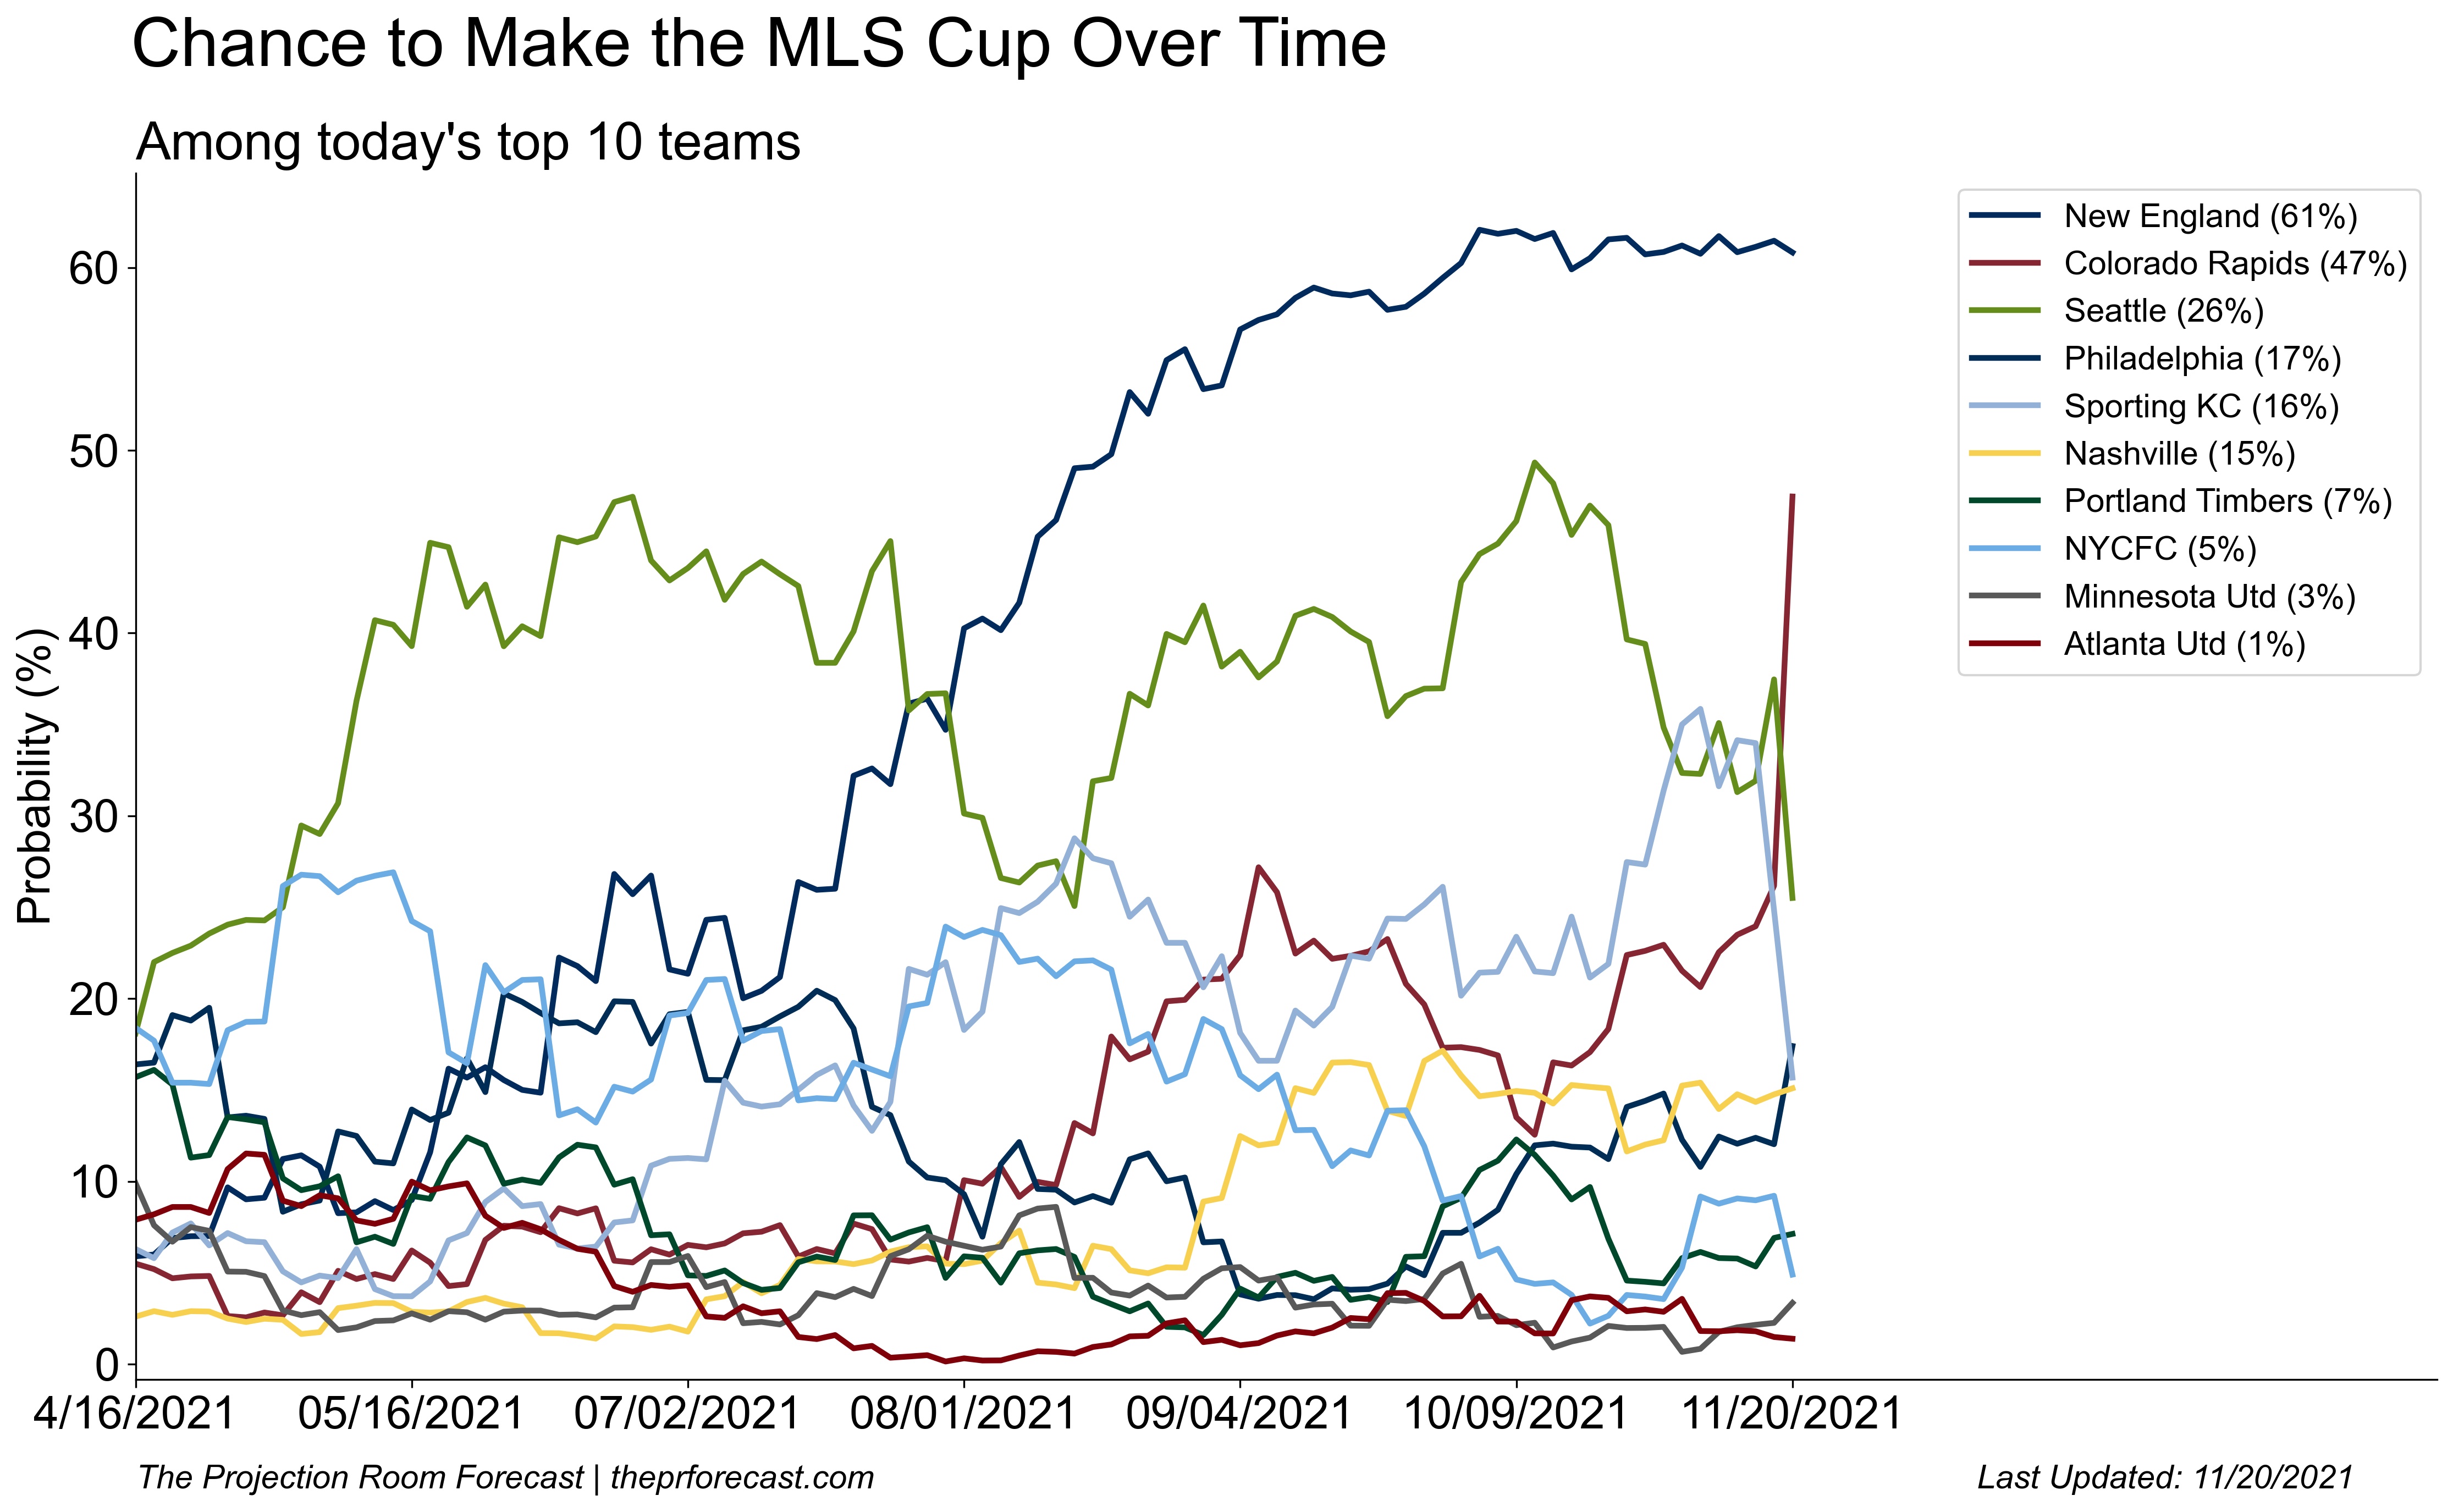 Chance to Make the MLS Cup Over Time
Among today's top 10 teams
New England (61%)
Colorado Rapids (47%)
Seattle (26%)
Philadelphia (17%)
Sporting KC (16%)
Nashville (15%)
Portland Timbers (7%)
NYCFC (5%)
Minnesota Utd (3%)
Atlanta Utd (1%)
Probability (%)
60
50
40
30
20
10
0
4/16/2021 05/16/2021 07/02/2021 08/01/2021 09/04/2021 10/09/2021 11/20/2021
The Projection Room Forecast | theprforecast.com
Last Updated: 11/20/2021